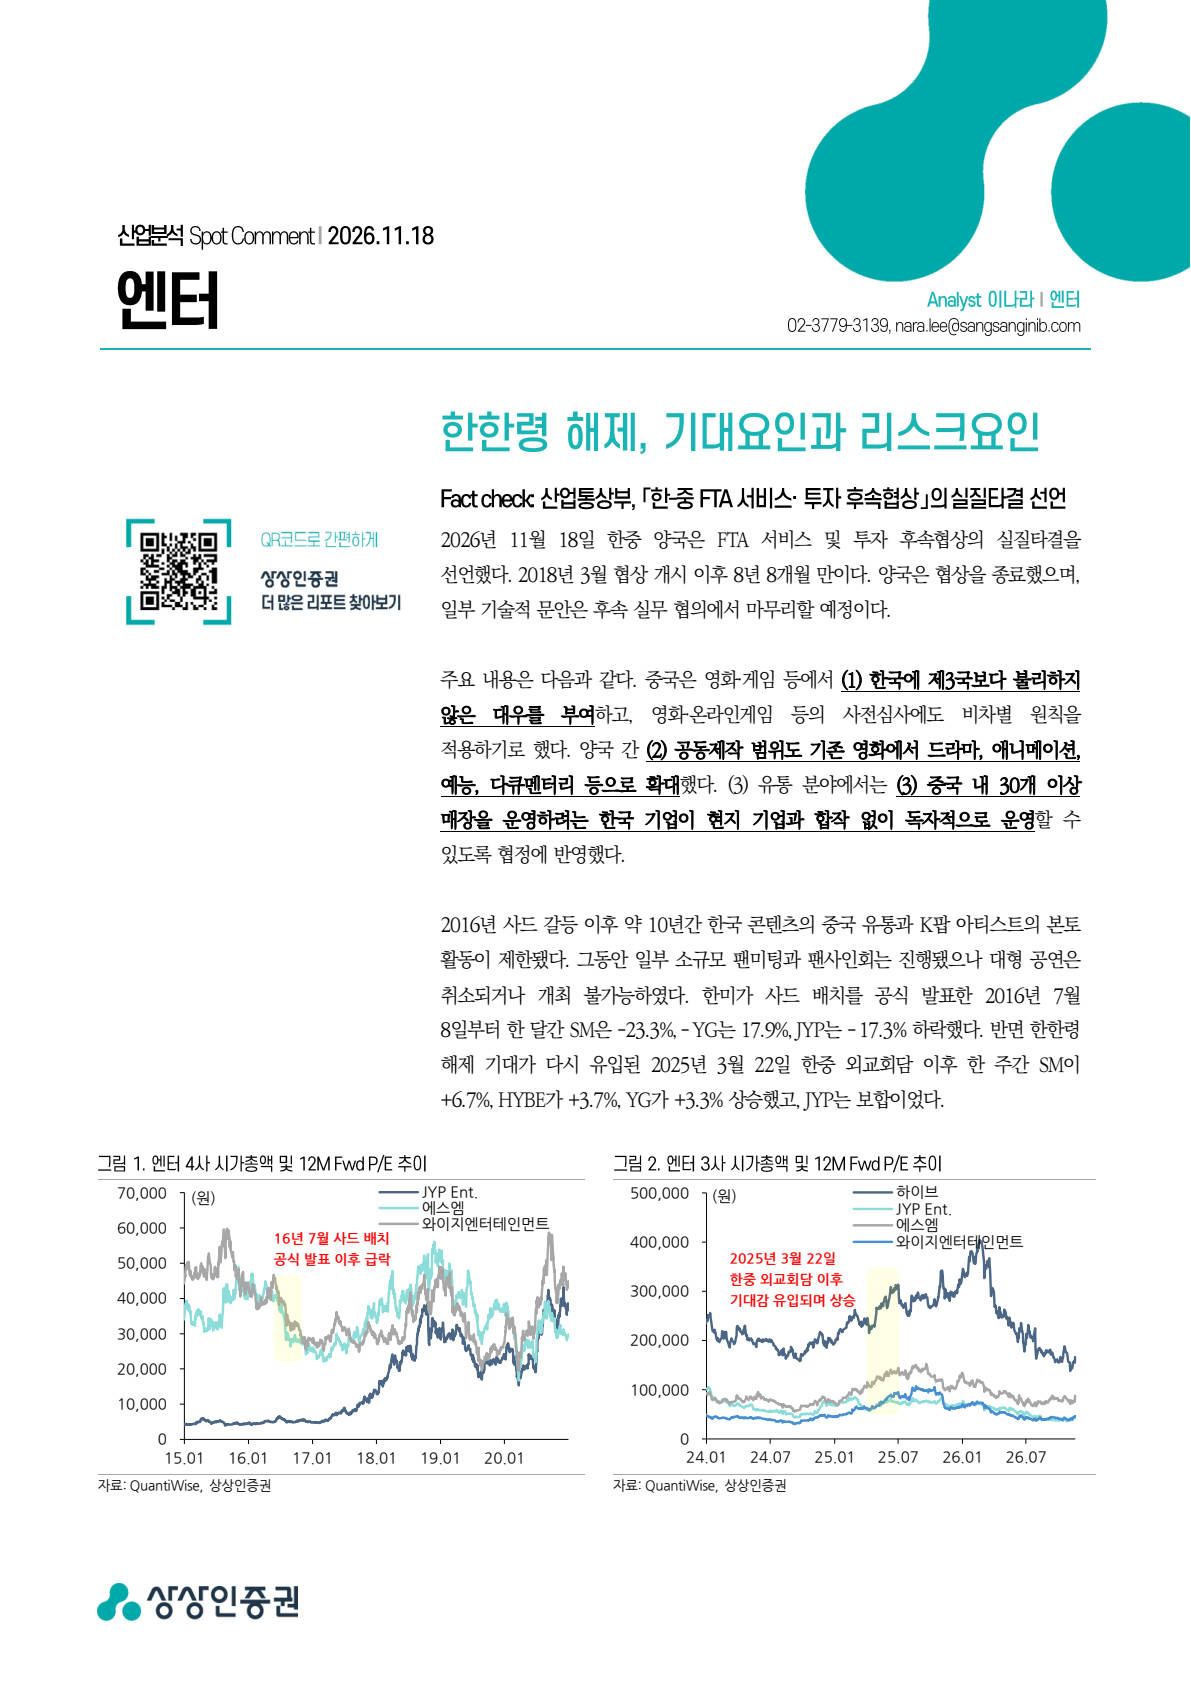 산업분석 Spot Comment | 2026.11.18
엔터
Analyst 이나라 | 엔터
02-3779-3139, nara.lee@sangsanginib.com
한한령 해제, 기대요인과 리스크요인
QR코드로 간편하게
상상인증권
더 많은 리포트 찾아보기
Fact check: 산업통상부, 「한-중 FTA 서비스· 투자 후속협상」의 실질타결 선언
2026년 11월 18일 한중 양국은 FTA 서비스 및 투자 후속협상의 실질타결을
선언했다. 2018년 3월 협상 개시 이후 8년 8개월 만이다. 양국은 협상을 종료했으며,
일부 기술적 문안은 후속 실무 협의에서 마무리할 예정이다.
주요 내용은 다음과 같다. 중국은 영화·게임 등에서 (1) 한국에 제3국보다 불리하지
않은 대우를 부여하고, 영화·온라인게임 등의 사전심사에도 비차별 원칙을
적용하기로 했다. 양국 간 (2) 공동제작 범위도 기존 영화에서 드라마, 애니메이션,
예능, 다큐멘터리 등으로 확대했다. (3) 유통 분야에서는 (3) 중국 내 30개 이상
매장을 운영하려는 한국 기업이 현지 기업과 합작 없이 독자적으로 운영할 수
있도록 협정에 반영했다.
2016년 사드 갈등 이후 약 10년간 한국 콘텐츠의 중국 유통과 K팝 아티스트의 본토
활동이 제한됐다. 그동안 일부 소규모 팬미팅과 팬사인회는 진행됐으나 대형 공연은
취소되거나 개최 불가능하였다. 한미가 사드 배치를 공식 발표한 2016년 7월
8일부터 한 달간 SM은 -23.3%, - YG는 17.9%, JYP는 - 17.3% 하락했다. 반면 한한령
해제 기대가 다시 유입된 2025년 3월 22일 한중 외교회담 이후 한 주간 SM이
+6.7%, HYBE가 +3.7%, YG가 +3.3% 상승했고, JYP는 보합이었다.
그림 1. 엔터 4사 시가총액 및 12M Fwd P/E 추이
70,000
60,000
50,000
40,000
30,000
20,000
10,000
0
(원)
JYP Ent.
에스엠
와이지엔터테인먼트
16년 7월 사드 배치
공식 발표 이후 급락
15.01 16.01 17.01 18.01 19.01 20.01
자료: QuantiWise, 상상인증권
그림 2. 엔터 3사 시가총액 및 12M Fwd P/E 추이
500,000
400,000
300,000
200,000
100,000
0
(원)
하이브
JYP Ent.
에스엠
와이지엔터테인먼트
2025년 3월 22일
한중 외교회담 이후
기대감 유입되며 상승
24.01 24.07 25.01 25.07 26.01 26.07
자료: QuantiWise, 상상인증권
상상인증권